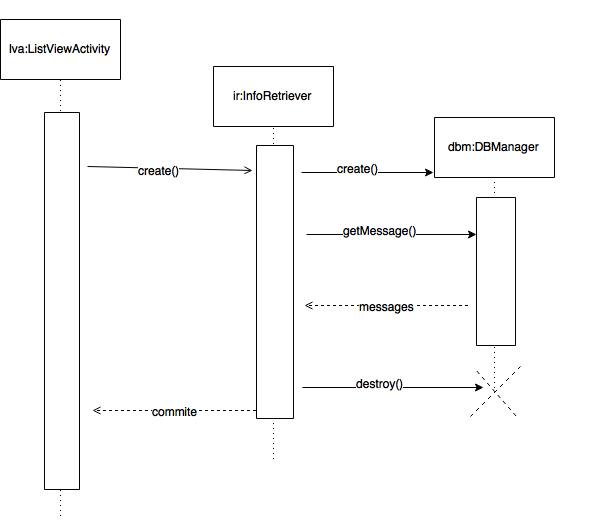 lva:ListViewActivity
ir:InfoRetriever
dbm:DBManager
create()
create()
getMessage()
messages
destroy()
commite